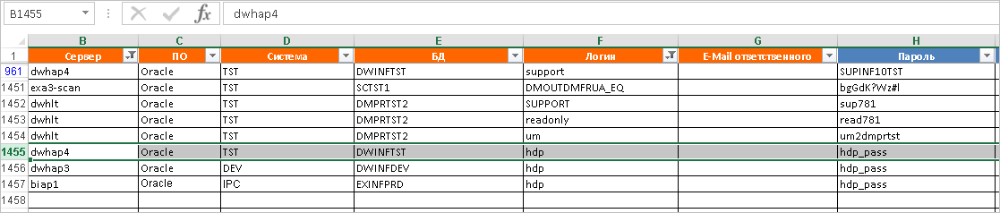 B1455 fx dwhap4
B C D E F G H
1 Сервер ПО Система БД Логин E-Mail ответственного Пароль
961 dwhap4 Oracle TST DWINFTST support SUPINF10TST
1451 exa3-scan Oracle TST SCTST1 DMOUTDMFRUA_EQ bgGdK?Wz#l
1452 dwhlt Oracle TST DMPRTST2 SUPPORT sup781
1453 dwhlt Oracle TST DMPRTST2 readonly read781
1454 dwhlt Oracle TST DMPRTST2 um um2dmprtst
1455 dwhap4 Oracle TST DWINFTST hdp hdp_pass
1456 dwhap3 Oracle DEV DWINFDEV hdp hdp_pass
1457 biap1 Oracle IPC EXINFPRD hdp hdp_pass
1458